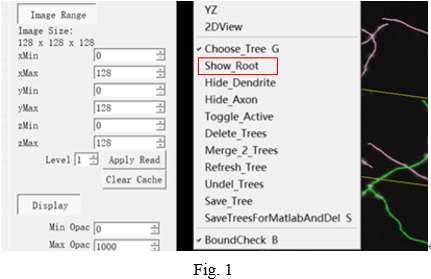 Image Range
Image Size:
128 x 128 x 128
xMin 0
xMax 128
yMin 0
yMax 128
zMin 0
zMax 128
Level 1 Apply Read
Clear Cache
Display
Min Opac 0
Max Opac 1000
YZ
2DView
✓ Choose_Tree G
Show_Root
Hide_Dendrite
Hide_Axon
Toggle_Active
Delete_Trees
Merge_2_Trees
Refresh_Tree
Undel_Trees
Save_Tree
SaveTreesForMatlabAndDel S
✓ BoundCheck B
Fig. 1